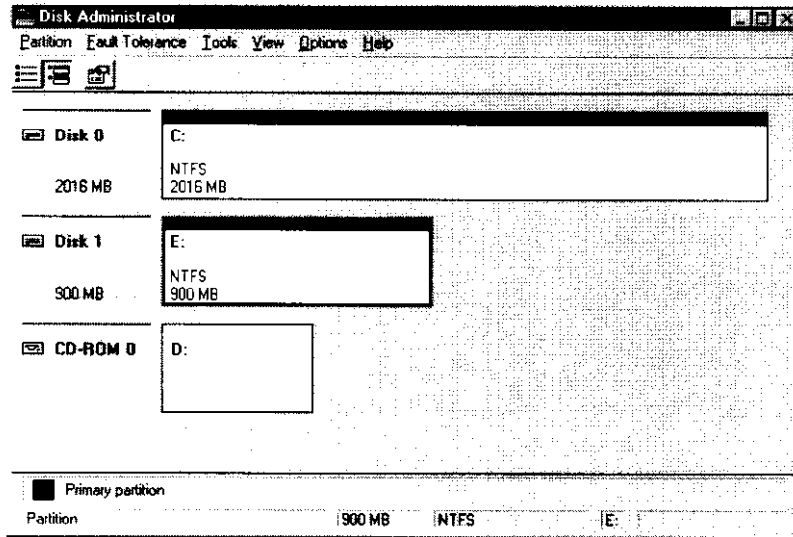 Disk Administrator
Partition Fault Tolerance Tools View Options Help
Disk 0
C:
NTFS
2016 MB
2016 MB
Disk 1
E:
NTFS
900 MB
900 MB
CD-ROM 0
D:
Primary partition
Partition 900 MB NTFS E: